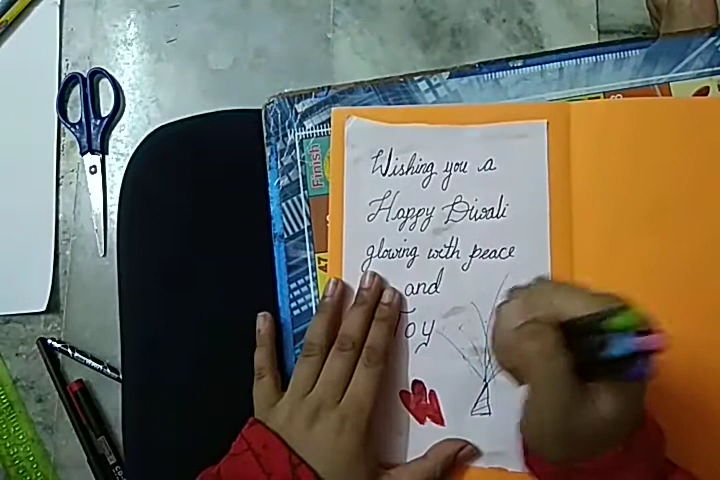 Finish
Wishing you a
Happy Diwali
glowing with peace
and
Joy